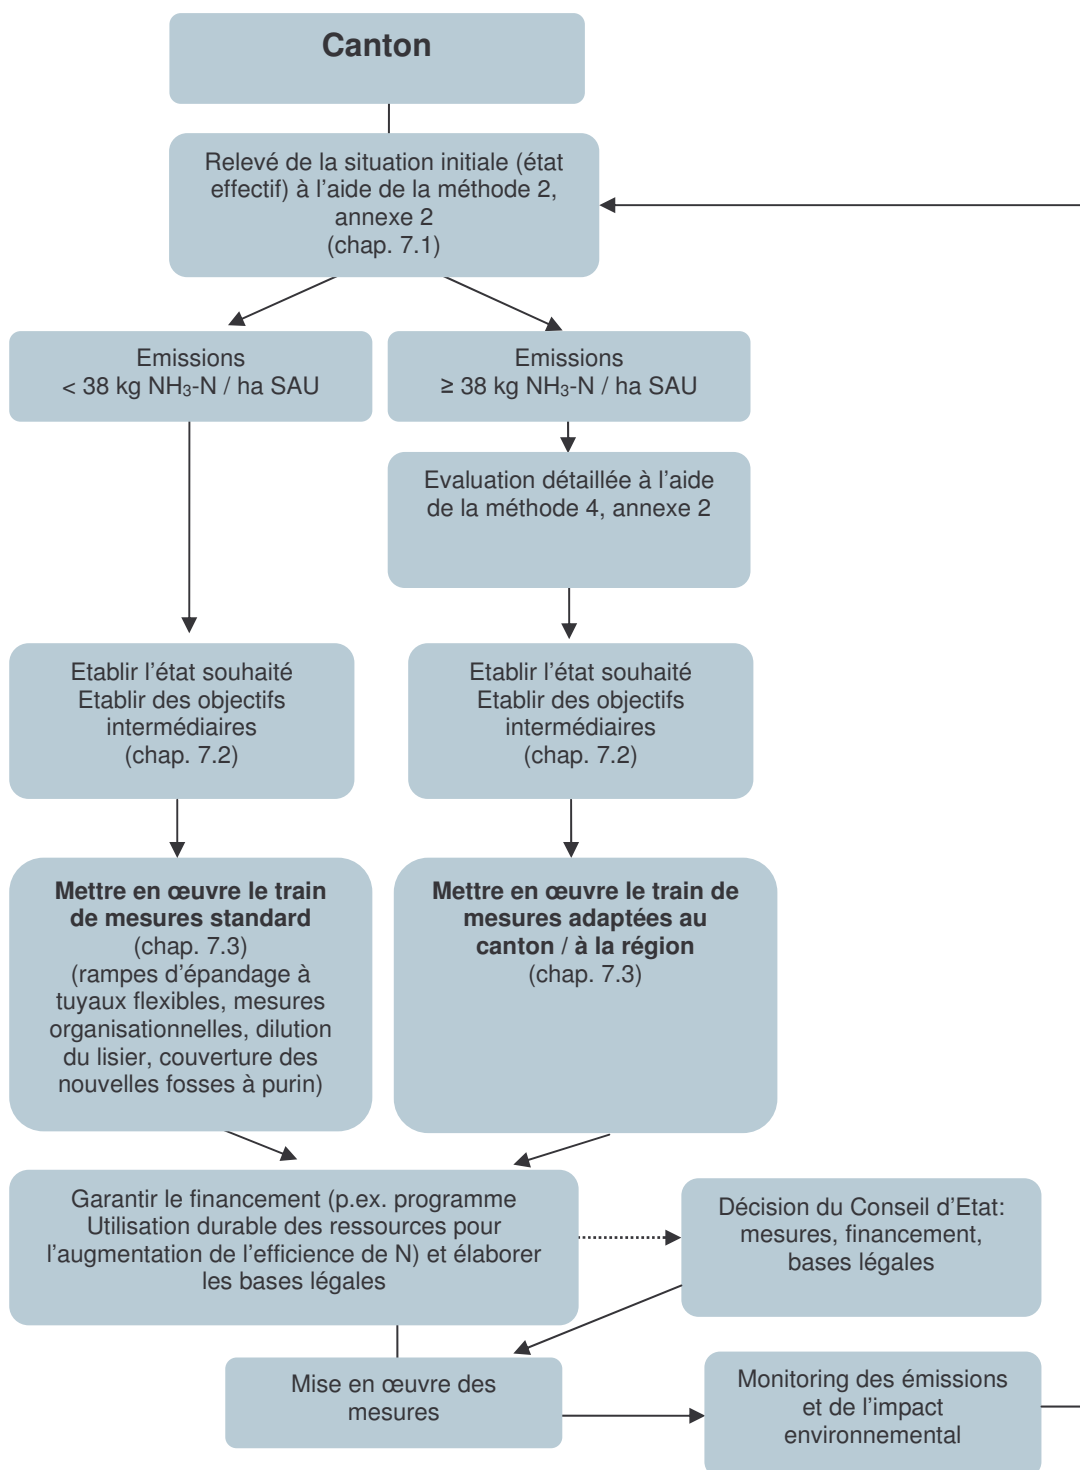 Canton
Relevé de la situation initiale (état
effectif) à l'aide de la méthode 2,
annexe 2
(chap. 7.1)
Emissions
< 38 kg NH₃-N / ha SAU
Emissions
≥ 38 kg NH₃-N / ha SAU
Evaluation détaillée à l'aide
de la méthode 4, annexe 2
Etablir l'état souhaité
Etablir des objectifs
intermédiaires
(chap. 7.2)
Etablir l'état souhaité
Etablir des objectifs
intermédiaires
(chap. 7.2)
Mettre en œuvre le train
de mesures standard
(chap. 7.3)
(rampes d'épandage à
tuyaux flexibles, mesures
organisationnelles, dilution
du lisier, couverture des
nouvelles fosses à purin)
Mettre en œuvre le train de
mesures adaptées au
canton / à la région
(chap. 7.3)
Garantir le financement (p.ex. programme
Utilisation durable des ressources pour
l'augmentation de l'efficience de N) et élaborer
les bases légales
Décision du Conseil d'Etat:
mesures, financement,
bases légales
Mise en œuvre des
mesures
Monitoring des émissions
et de l'impact
environnemental